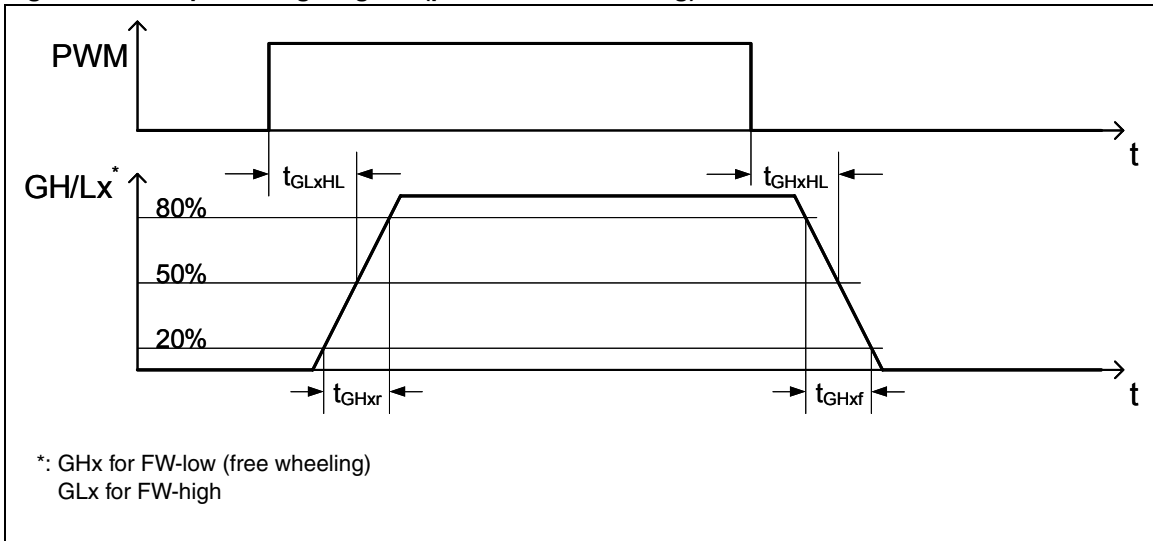 PWM
t
tGLxHL
tGHxHL
GH/Lx*
80%
50%
20%
tGHxr
tGHxf
t
*: GHx for FW-low (free wheeling)
GLx for FW-high